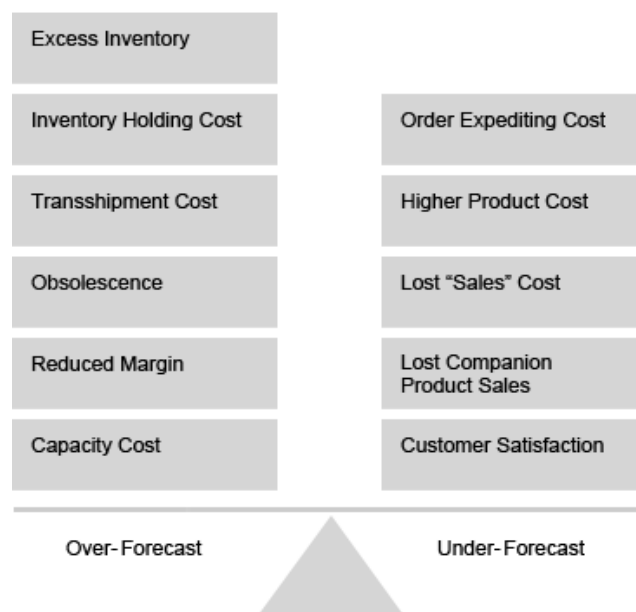 Excess Inventory
Inventory Holding Cost
Transshipment Cost
Obsolescence
Reduced Margin
Capacity Cost
Order Expediting Cost
Higher Product Cost
Lost “Sales” Cost
Lost Companion
Product Sales
Customer Satisfaction
Over-Forecast
Under-Forecast